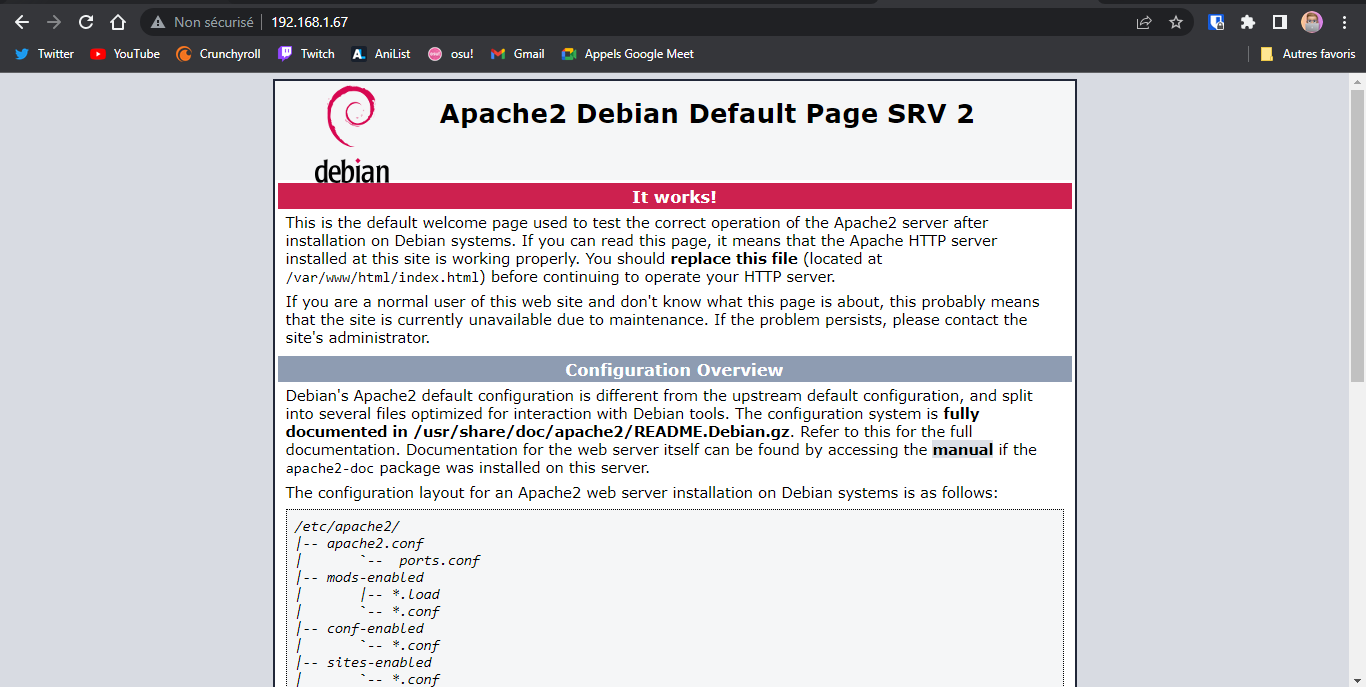 Non sécurisé | 192.168.1.67
Twitter YouTube Crunchyroll Twitch AniList osu! Gmail Appels Google Meet Autres favoris
debian
Apache2 Debian Default Page SRV 2
It works!
This is the default welcome page used to test the correct operation of the Apache2 server after
installation on Debian systems. If you can read this page, it means that the Apache HTTP server
installed at this site is working properly. You should replace this file (located at
/var/www/html/index.html) before continuing to operate your HTTP server.
If you are a normal user of this web site and don't know what this page is about, this probably means
that the site is currently unavailable due to maintenance. If the problem persists, please contact the
site's administrator.
Configuration Overview
Debian's Apache2 default configuration is different from the upstream default configuration, and split
into several files optimized for interaction with Debian tools. The configuration system is fully
documented in /usr/share/doc/apache2/README.Debian.gz. Refer to this for the full
documentation. Documentation for the web server itself can be found by accessing the manual if the
apache2-doc package was installed on this server.
The configuration layout for an Apache2 web server installation on Debian systems is as follows:
/etc/apache2/
|-- apache2.conf
|       `--  ports.conf
|-- mods-enabled
|       |-- *.load
|       `-- *.conf
|-- conf-enabled
|       `-- *.conf
|-- sites-enabled
|       `-- *.conf